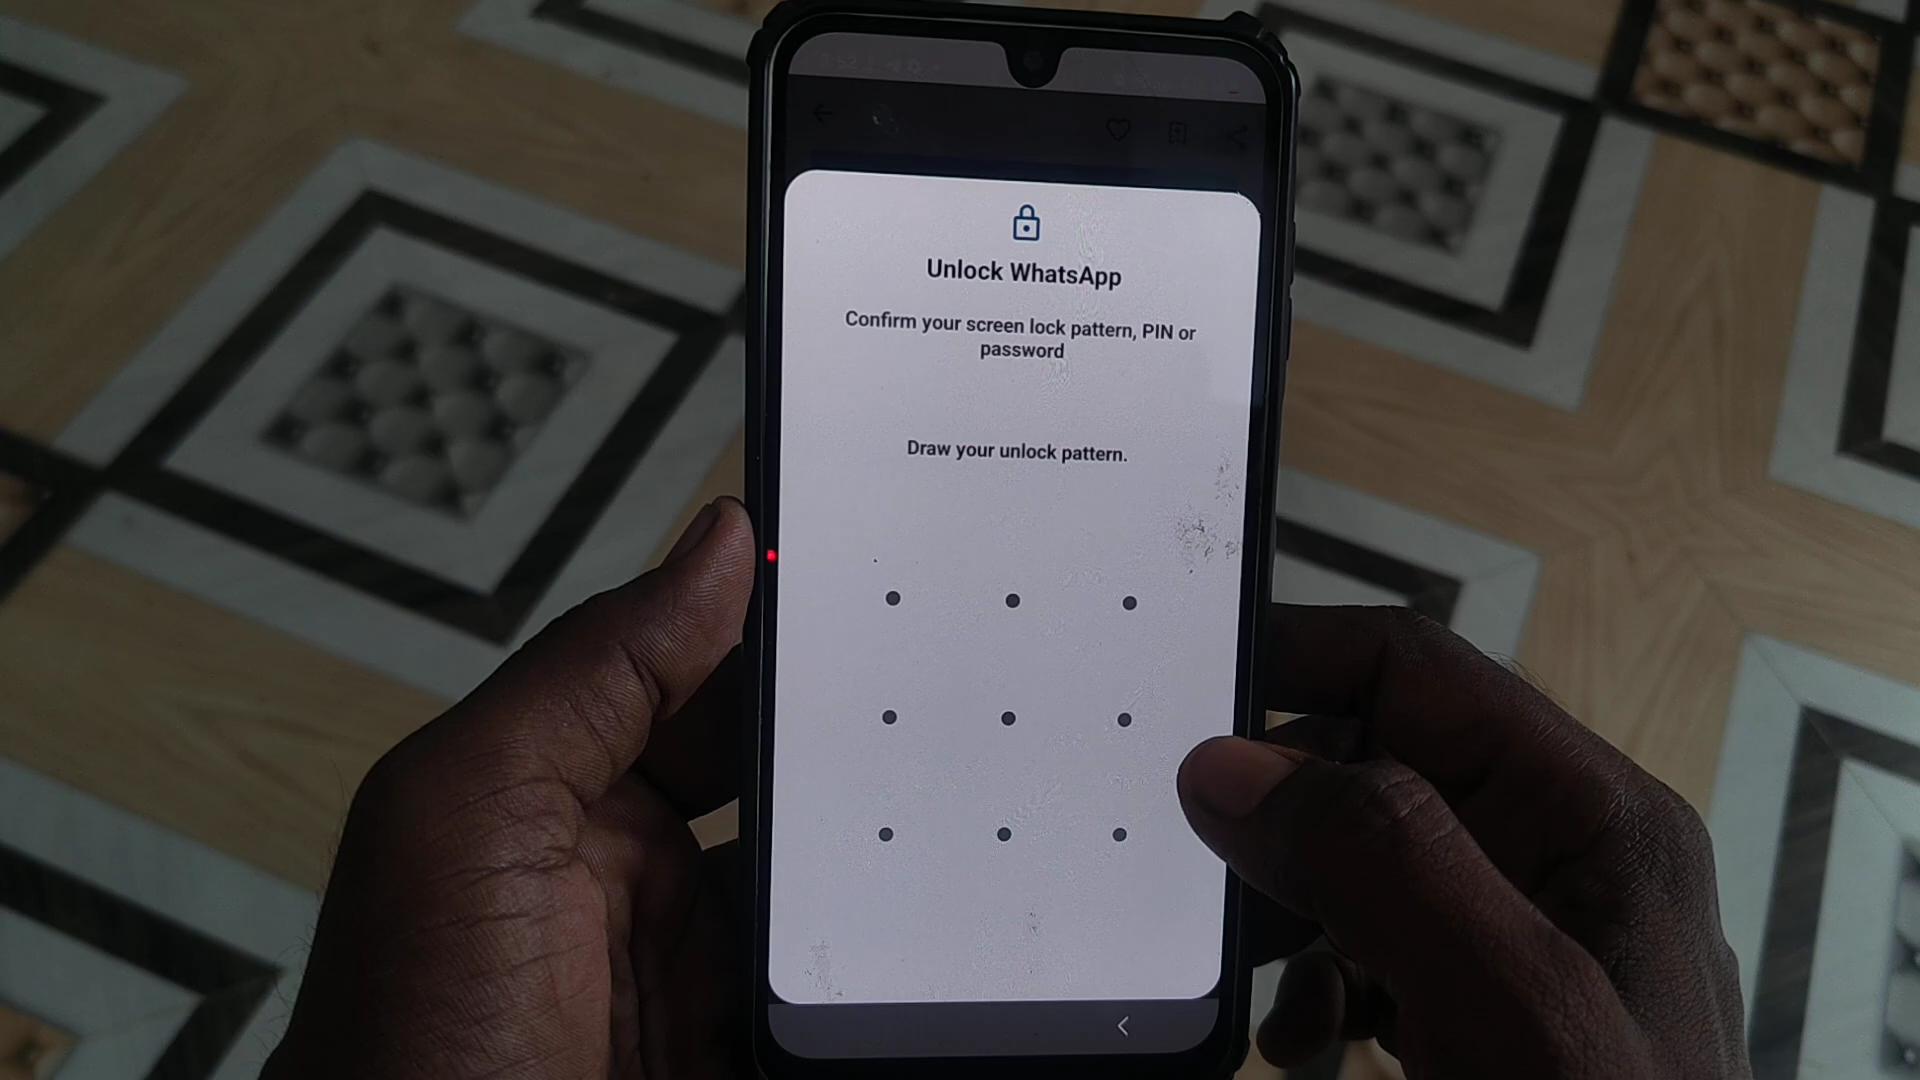 Unlock WhatsApp
Confirm your screen lock pattern, PIN or
password
Draw your unlock pattern.